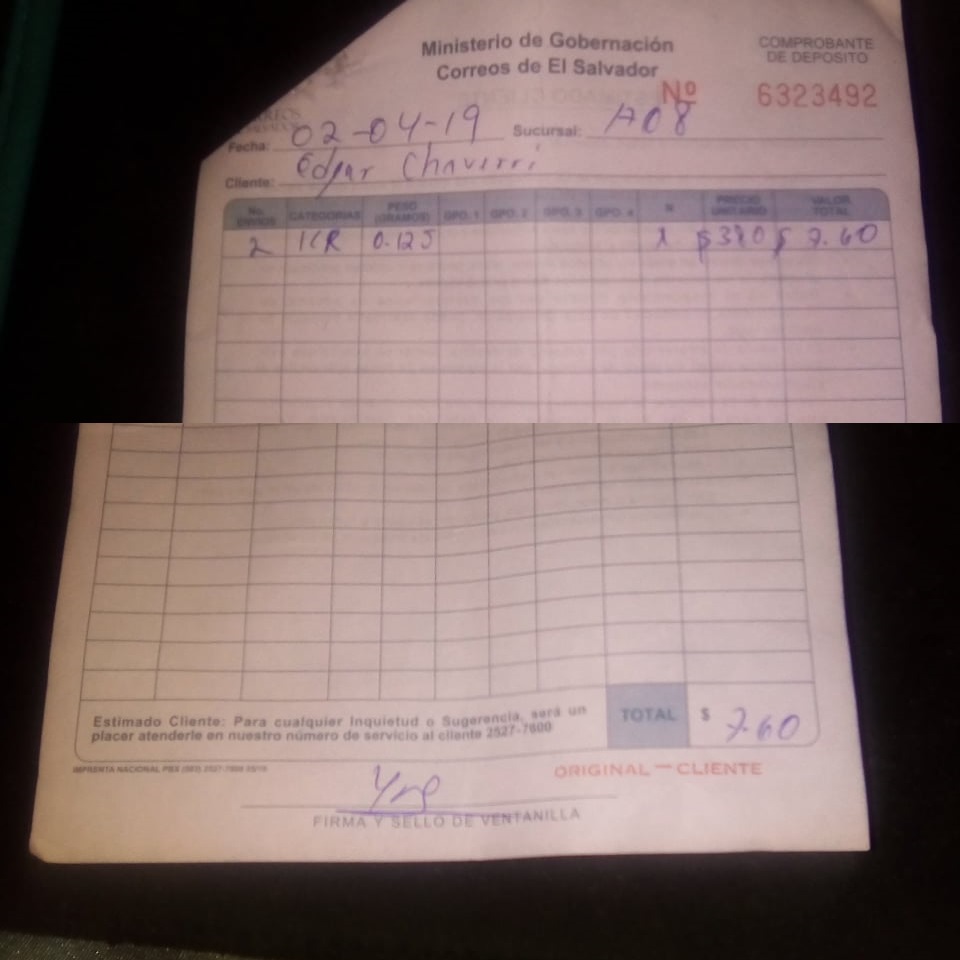 Ministerio de Gobernación
Correos de El Salvador
COMPROBANTE
DE DEPOSITO
Nº 6323492
Fecha: 02-04-19 Sucursal: A08
Cliente: Edgar Chavarri
No. ENVIOS CATEGORIAS PESO (GRAMOS) GPO. 1 GPO. 2 GPO. 3 GPO. 4 PRECIO UNITARIO VALOR TOTAL
2 0.125 $ 7.60
Estimado Cliente: Para cualquier Inquietud o Sugerencia, será un
placer atenderle en nuestro número de servicio al cliente 2527-7600
TOTAL $ 7.60
IMPRENTA NACIONAL
ORIGINAL — CLIENTE
FIRMA Y SELLO DE VENTANILLA